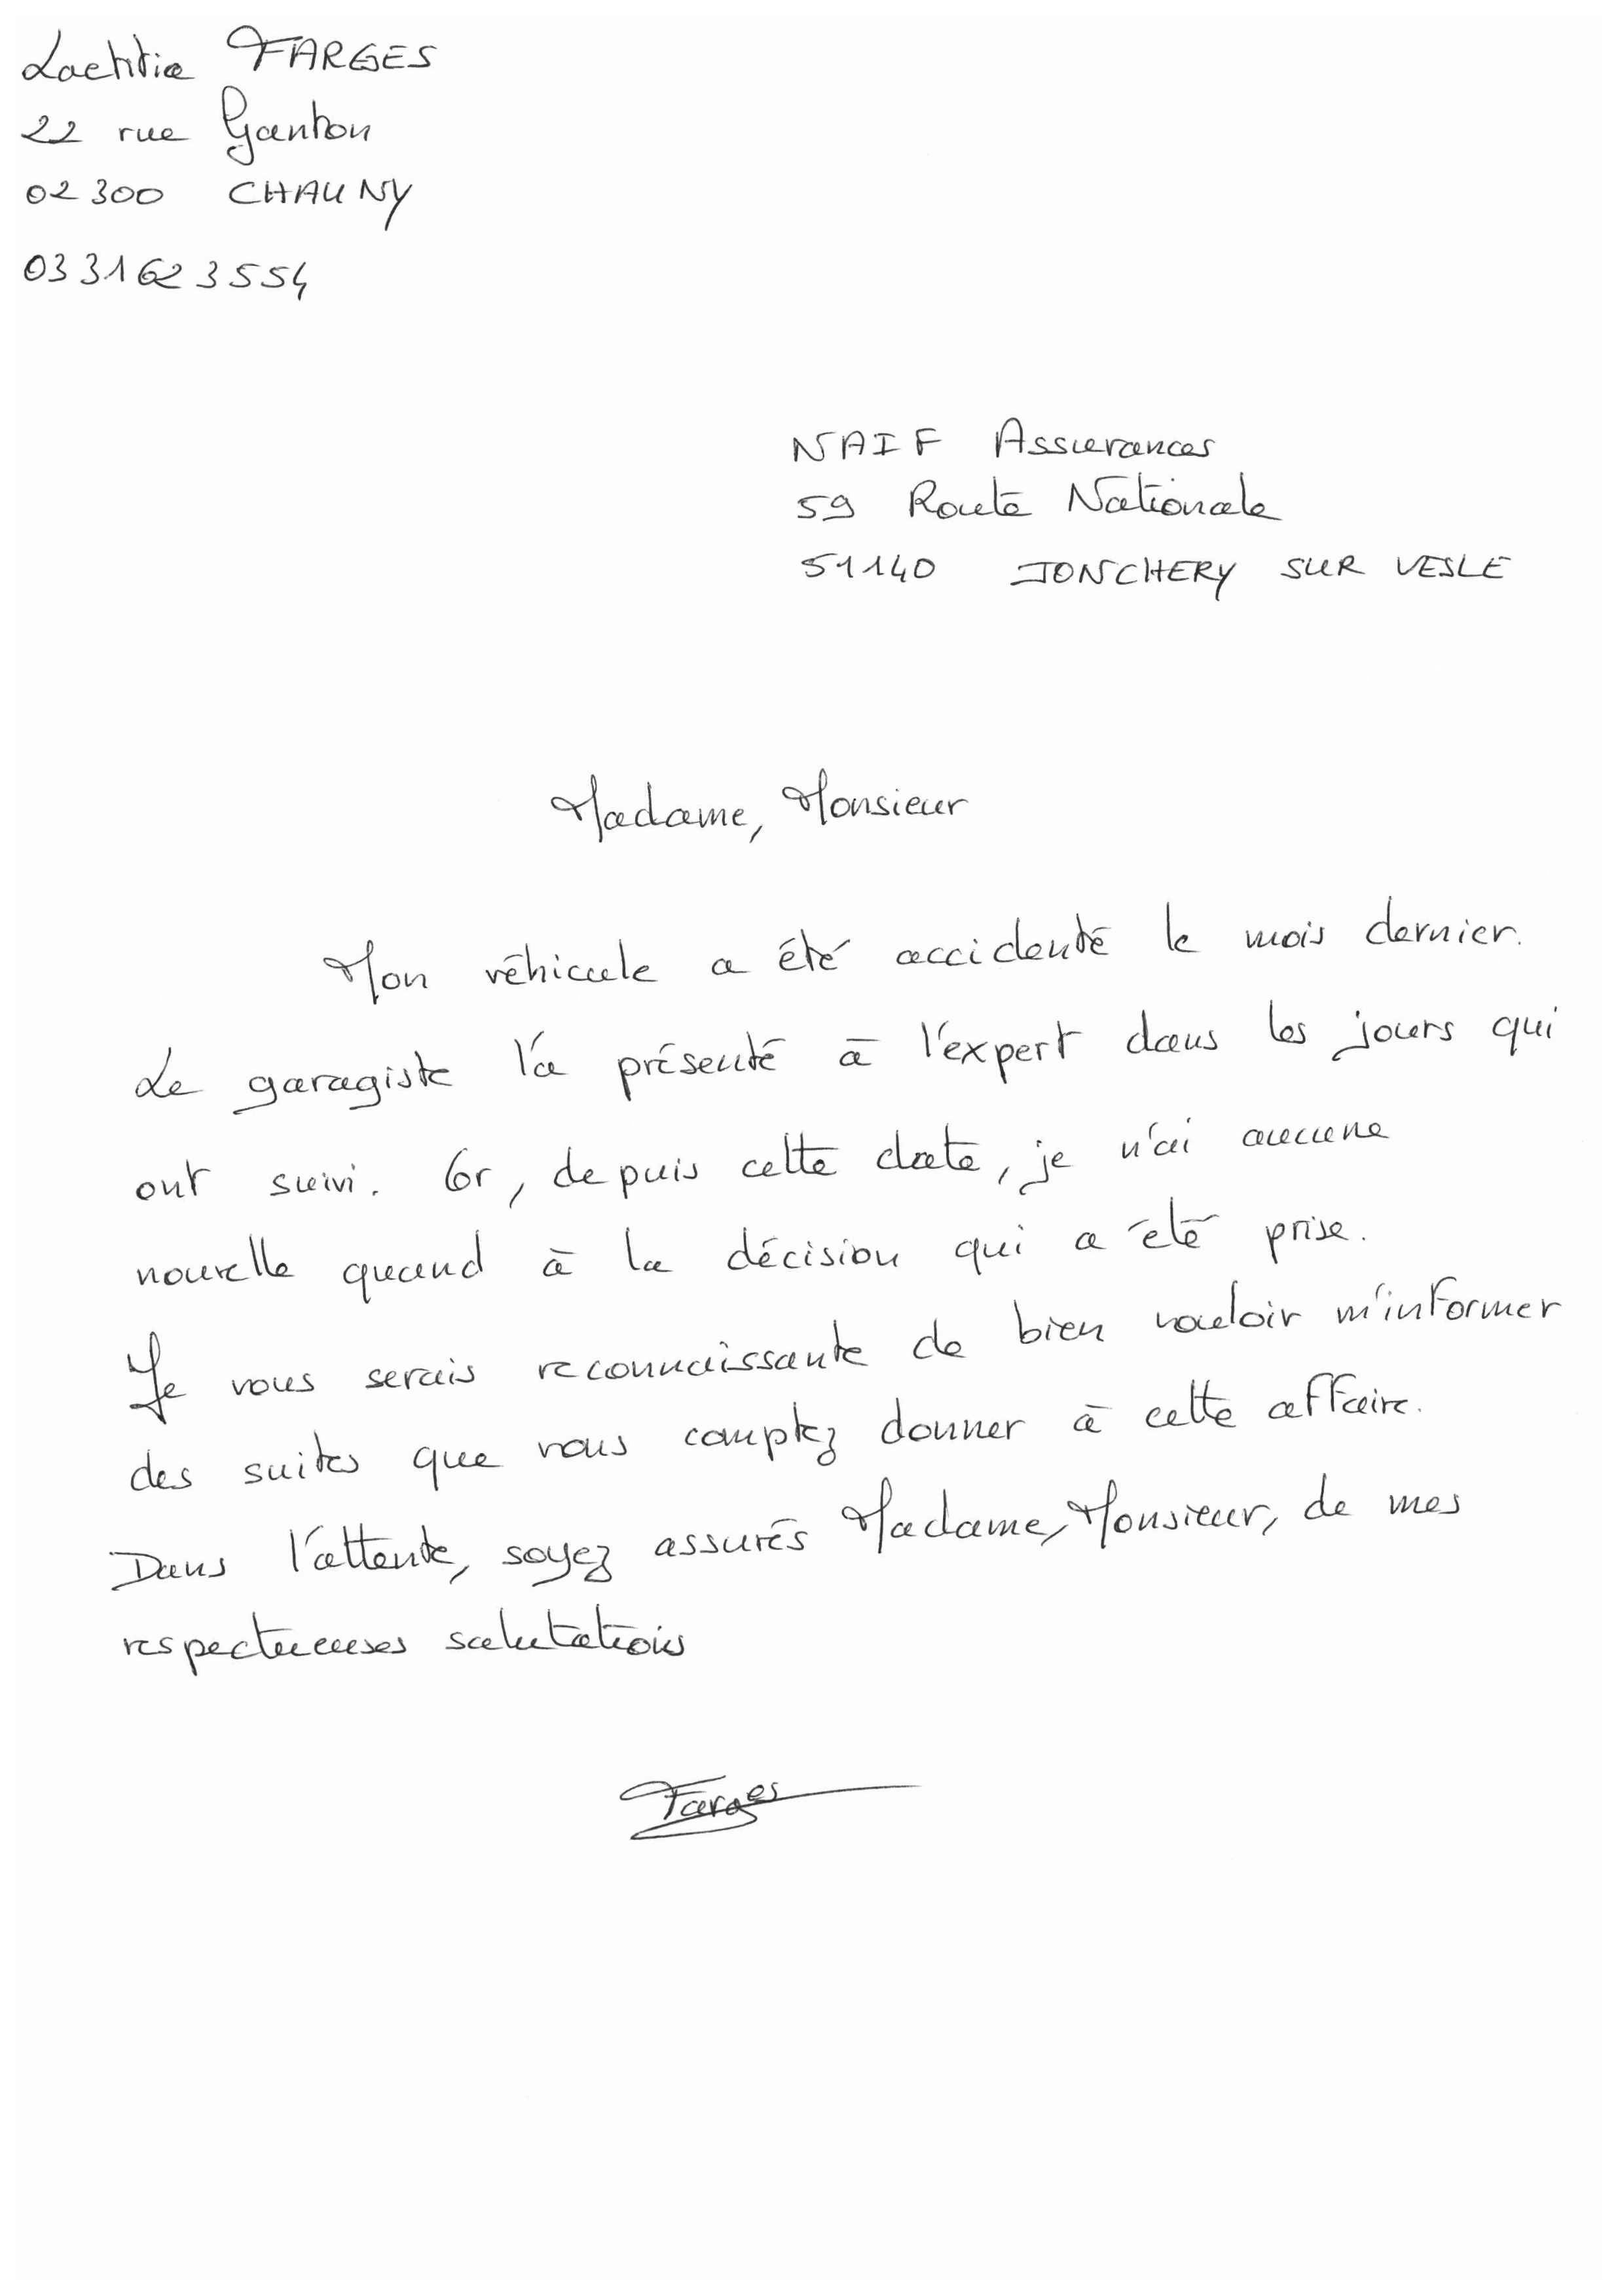 Laetitia FARGES
22 rue Ganton
02300 CHAUNY
0331623554
NAIF Assurances
59 Route Nationale
51140 JONCHERY SUR VESLE
Madame, Monsieur
Mon véhicule a été accidenté le mois dernier.
Le garagiste l'a présenté à l'expert dans les jours qui
ont suivi. Or, depuis cette date, je n'ai aucune
nouvelle quand à la décision qui a été prise.
Je vous serais reconnaissante de bien vouloir m'informer
des suites que vous comptez donner à cette affaire.
Dans l'attente, soyez assurés Madame, Monsieur, de mes
respectueuses salutations
Farges